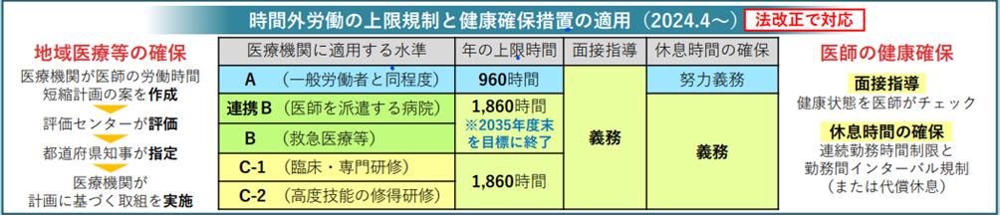 時間外労働の上限規制と健康確保措置の適用（2024.4～）
法改正で対応
地域医療等の確保
医療機関が医師の労働時間
短縮計画の案を作成
評価センターが評価
都道府県知事が指定
医療機関が
計画に基づく取組を実施
医療機関に適用する水準 年の上限時間 面接指導 休息時間の確保
A （一般労働者と同程度） 960時間 努力義務
連携B （医師を派遣する病院） 1,860時間
※2035年度末
を目標に終了
B （救急医療等）
義務 義務
C-1 （臨床・専門研修） 1,860時間
C-2 （高度技能の修得研修）
医師の健康確保
面接指導
健康状態を医師がチェック
休息時間の確保
連続勤務時間制限と
勤務間インターバル規制
（または代償休息）